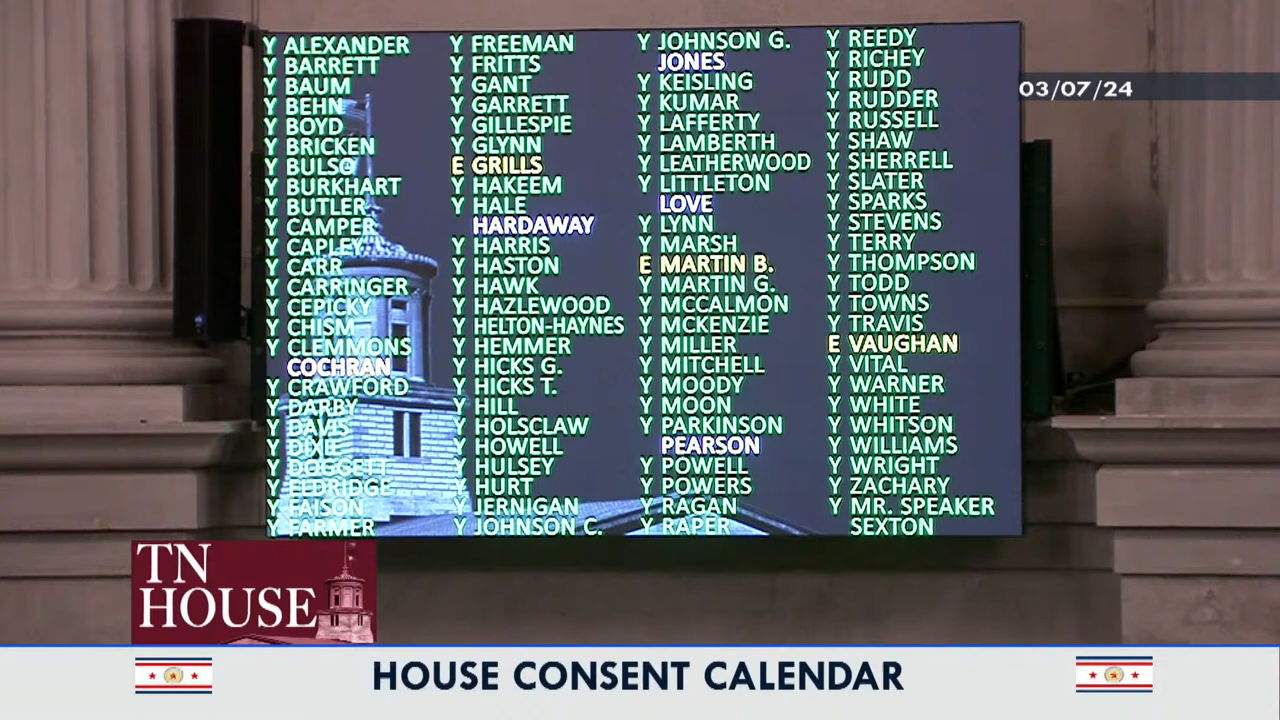 Y ALEXANDER
Y BARRETT
Y BAUM
Y BEHN
Y BOYD
Y BRICKEN
Y BULSO
Y BURKHART
Y BUTLER
Y CAMPER
Y CAPLEY
Y CARR
Y CARRINGER
Y CEPICKY
Y CHISM
Y CLEMMONS
COCHRAN
Y CRAWFORD
Y DARBY
Y DAVIS
Y DIXIE
Y DOGGETT
Y ELDRIDGE
Y FAISON
Y FARMER
Y FREEMAN
Y FRITTS
Y GANT
Y GARRETT
Y GILLESPIE
Y GLYNN
E GRILLS
Y HAKEEM
Y HALE
HARDAWAY
Y HARRIS
Y HASTON
Y HAWK
Y HAZLEWOOD
Y HELTON-HAYNES
Y HEMMER
Y HICKS G.
Y HICKS T.
Y HILL
Y HOLSCLAW
Y HOWELL
Y HULSEY
Y HURT
Y JERNIGAN
Y JOHNSON C.
Y JOHNSON G.
JONES
Y KEISLING
Y KUMAR
Y LAFFERTY
Y LAMBERTH
Y LEATHERWOOD
Y LITTLETON
LOVE
Y LYNN
Y MARSH
E MARTIN B.
Y MARTIN G.
Y MCCALMON
Y MCKENZIE
Y MILLER
Y MITCHELL
Y MOODY
Y MOON
Y PARKINSON
PEARSON
Y POWELL
Y POWERS
Y RAGAN
Y RAPER
Y REEDY
Y RICHEY
Y RUDD
Y RUDDER
Y RUSSELL
Y SHAW
Y SHERRELL
Y SLATER
Y SPARKS
Y STEVENS
Y TERRY
Y THOMPSON
Y TODD
Y TOWNS
Y TRAVIS
E VAUGHAN
Y VITAL
Y WARNER
Y WHITE
Y WHITSON
Y WILLIAMS
Y WRIGHT
Y ZACHARY
Y MR. SPEAKER
SEXTON
03/07/24
TN
HOUSE
HOUSE CONSENT CALENDAR